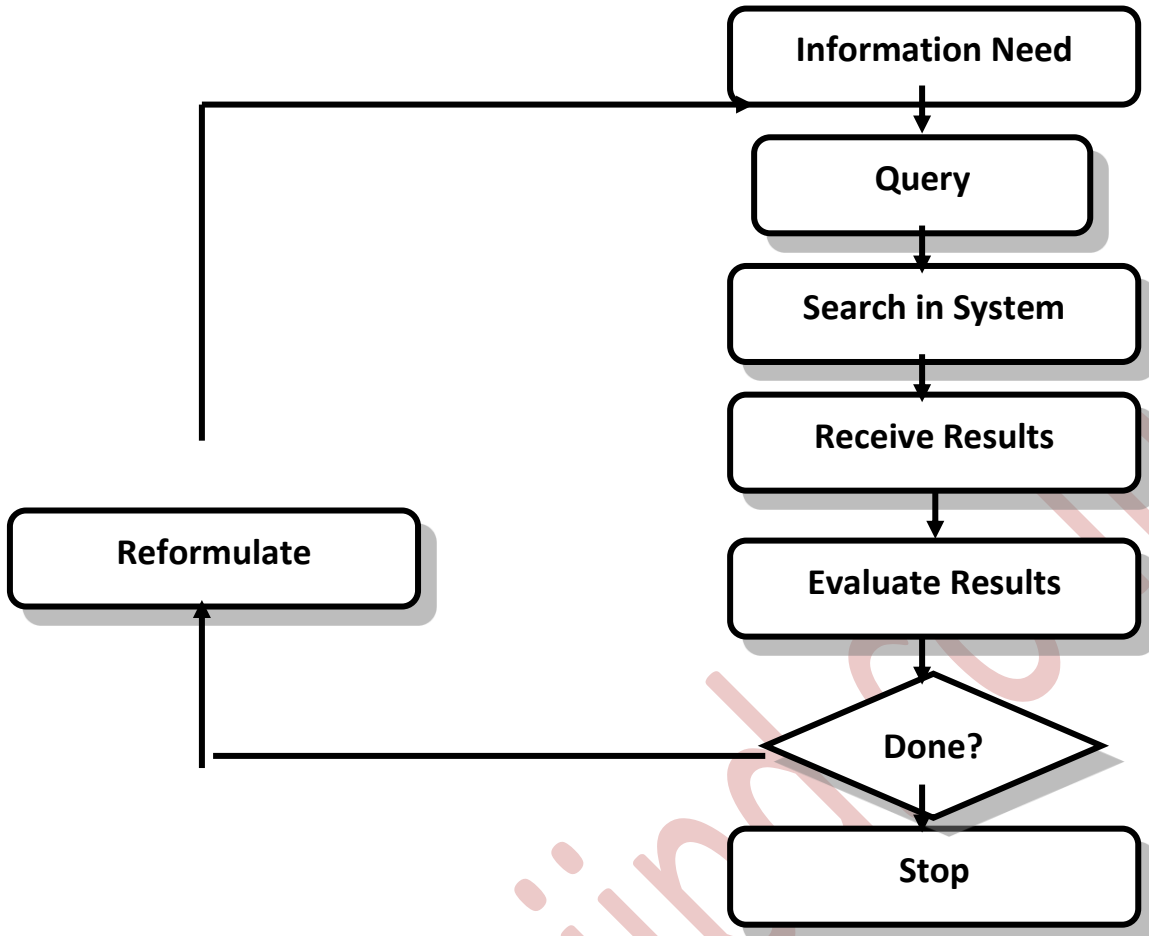 Information Need
Query
Search in System
Receive Results
Reformulate
Evaluate Results
Done?
Stop